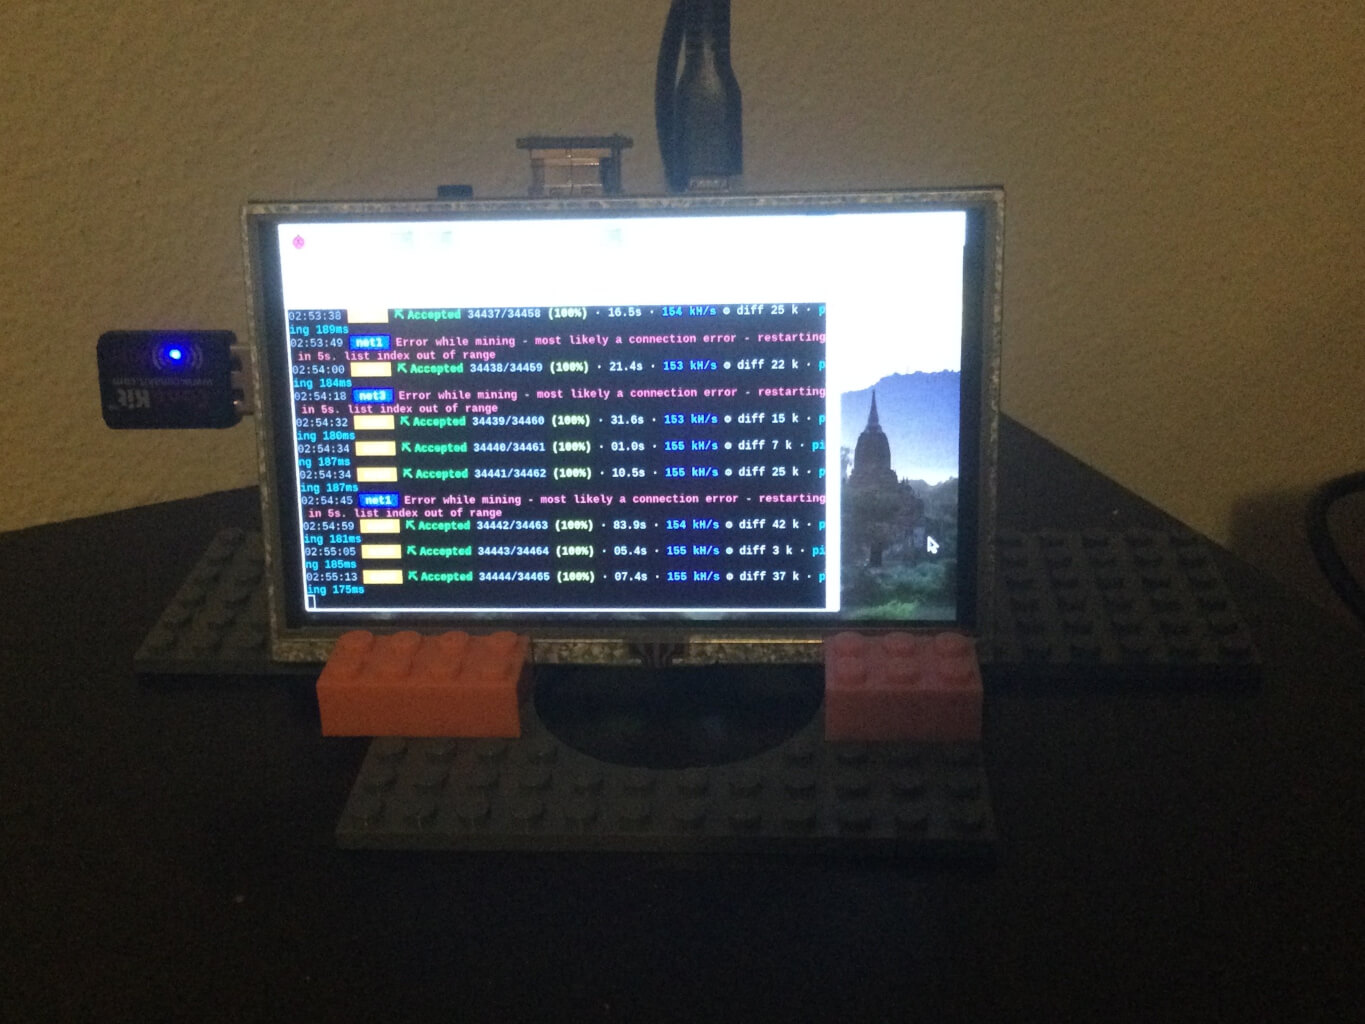 02:53:38 Accepted 34437/34458 (100%) · 16.5s · 154 kH/s ⚙ diff 25 k · p
ing 189ms
02:53:49 net1 Error while mining - most likely a connection error - restarting
in 5s. list index out of range
02:54:00 Accepted 34438/34459 (100%) · 21.4s · 153 kH/s ⚙ diff 22 k · p
ing 184ms
02:54:18 net3 Error while mining - most likely a connection error - restarting
in 5s. list index out of range
02:54:32 Accepted 34439/34460 (100%) · 31.6s · 153 kH/s ⚙ diff 15 k · p
ing 180ms
02:54:34 Accepted 34440/34461 (100%) · 01.0s · 155 kH/s ⚙ diff 7 k · pi
ng 187ms
02:54:34 Accepted 34441/34462 (100%) · 10.5s · 155 kH/s ⚙ diff 25 k · p
ing 187ms
02:54:45 net1 Error while mining - most likely a connection error - restarting
in 5s. list index out of range
02:54:59 Accepted 34442/34463 (100%) · 83.9s · 154 kH/s ⚙ diff 42 k · p
ing 181ms
02:55:05 Accepted 34443/34464 (100%) · 05.4s · 155 kH/s ⚙ diff 3 k · pi
ng 185ms
02:55:13 Accepted 34444/34465 (100%) · 07.4s · 155 kH/s ⚙ diff 37 k · p
ing 175ms
CanaKit
www.canakit.com